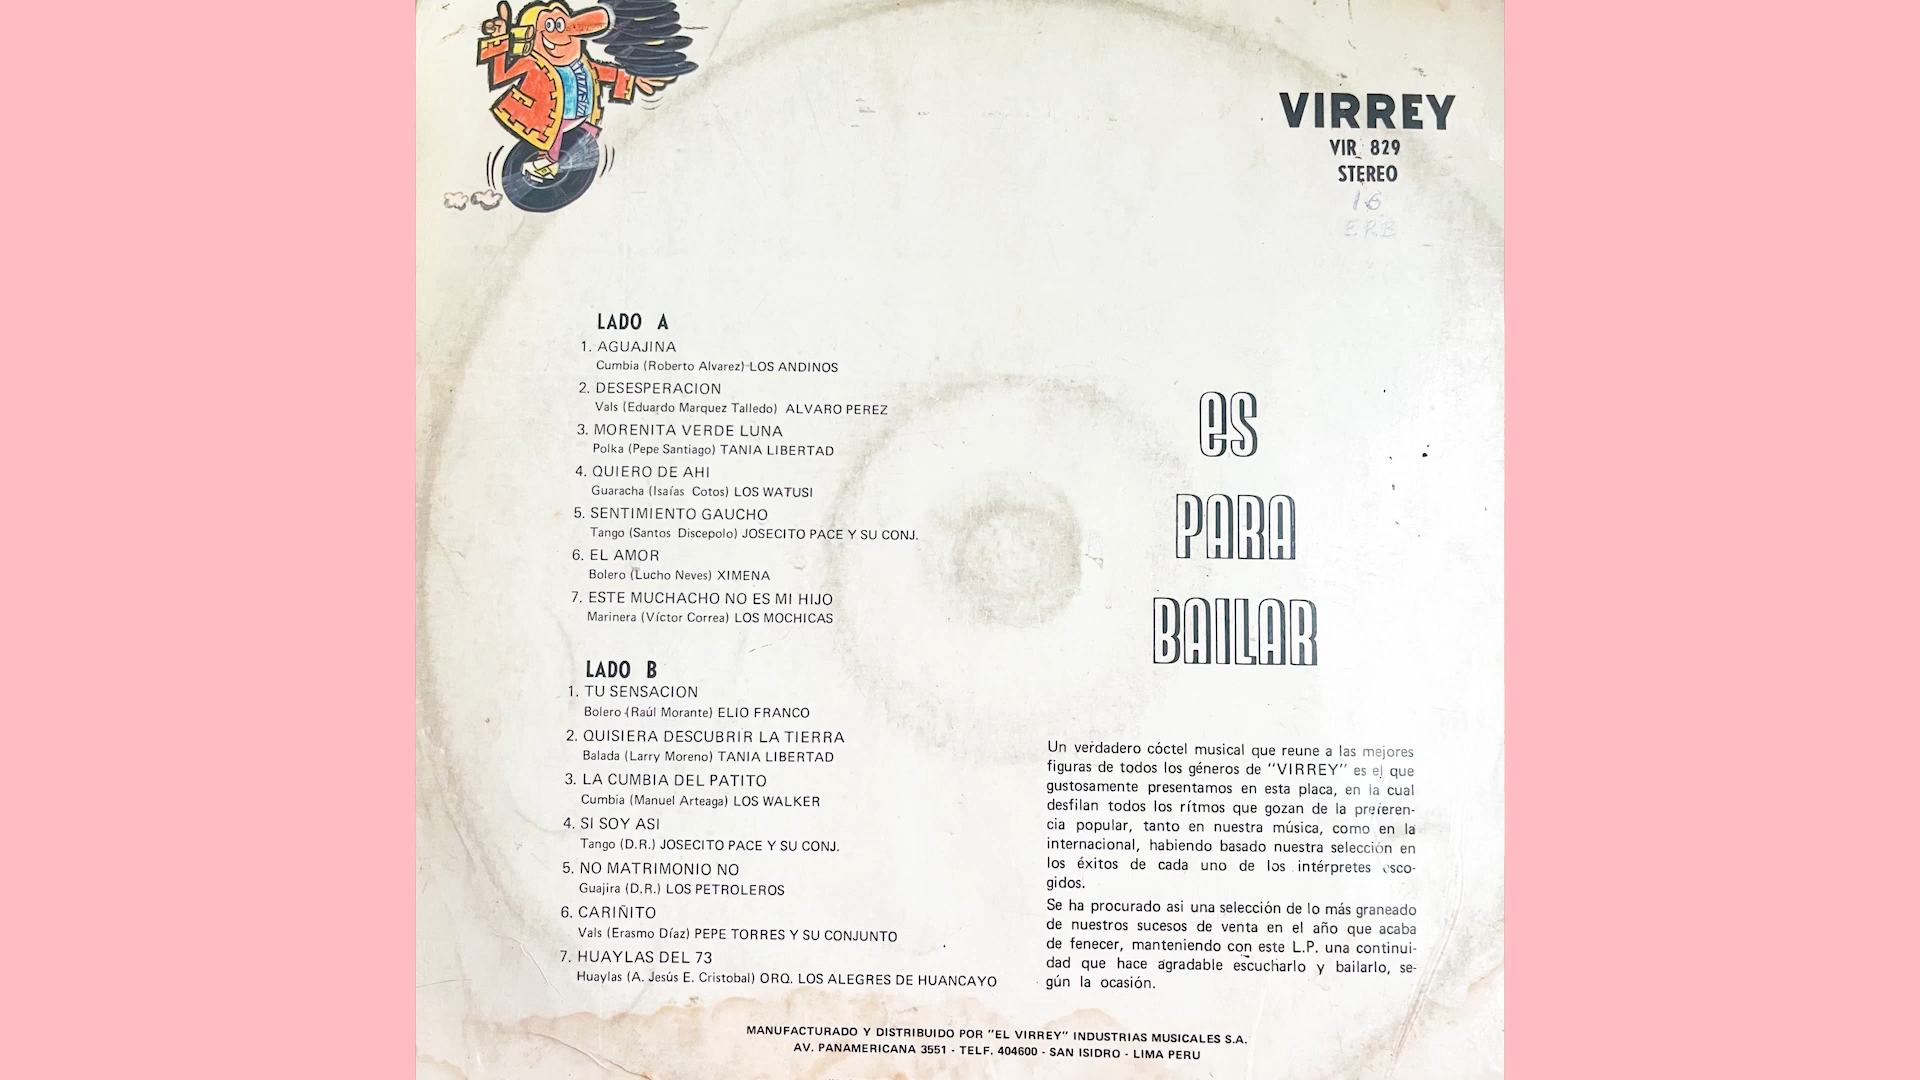 VIRREY
VIR 829
STEREO
16
ERB
LADO A
1. AGUAJINA
Cumbia (Roberto Alvarez) LOS ANDINOS
2. DESESPERACION
Vals (Eduardo Marquez Talledo) ALVARO PEREZ
3. MORENITA VERDE LUNA
Polka (Pepe Santiago) TANIA LIBERTAD
4. QUIERO DE AHI
Guaracha (Isaías Cotos) LOS WATUSI
5. SENTIMIENTO GAUCHO
Tango (Santos Discepolo) JOSECITO PACE Y SU CONJ.
6. EL AMOR
Bolero (Lucho Neves) XIMENA
7. ESTE MUCHACHO NO ES MI HIJO
Marinera (Víctor Correa) LOS MOCHICAS
LADO B
1. TU SENSACION
Bolero (Raúl Morante) ELIO FRANCO
2. QUISIERA DESCUBRIR LA TIERRA
Balada (Larry Moreno) TANIA LIBERTAD
3. LA CUMBIA DEL PATITO
Cumbia (Manuel Arteaga) LOS WALKER
4. SI SOY ASI
Tango (D.R.) JOSECITO PACE Y SU CONJ.
5. NO MATRIMONIO NO
Guajira (D.R.) LOS PETROLEROS
6. CARIÑITO
Vals (Erasmo Díaz) PEPE TORRES Y SU CONJUNTO
7. HUAYLAS DEL 73
Huaylas (A. Jesús E. Cristobal) ORQ. LOS ALEGRES DE HUANCAYO
es
PARA
BAILAR
Un verdadero cóctel musical que reune a las mejores
figuras de todos los géneros de "VIRREY" es el que
gustosamente presentamos en esta placa, en la cual
desfilan todos los rítmos que gozan de la preferen-
cia popular, tanto en nuestra música, como en la
internacional, habiendo basado nuestra selección en
los éxitos de cada uno de los intérpretes esco-
gidos.
Se ha procurado asi una selección de lo más graneado
de nuestros sucesos de venta en el año que acaba
de fenecer, manteniendo con este L.P. una continui-
dad que hace agradable escucharlo y bailarlo, se-
gún la ocasión.
MANUFACTURADO Y DISTRIBUIDO POR "EL VIRREY" INDUSTRIAS MUSICALES S.A.
AV. PANAMERICANA 3551 - TELF. 404600 - SAN ISIDRO - LIMA PERU